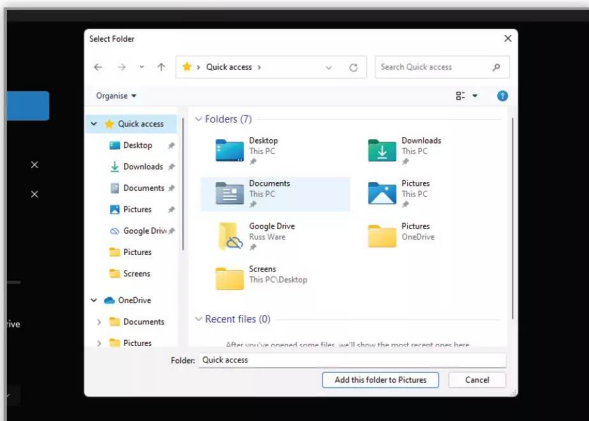 Select Folder
Quick access
Search Quick access
Organise
Quick access
Desktop
Downloads
Documents
Pictures
Google Drive
Pictures
Screens
OneDrive
Documents
Pictures
Folders (7)
Desktop
This PC
Downloads
This PC
Documents
This PC
Pictures
This PC
Google Drive
Russ Ware
Pictures
OneDrive
Screens
This PC\Desktop
Recent files (0)
After you've opened some files, we'll show the most recent ones here.
Folder: Quick access
Add this folder to Pictures
Cancel